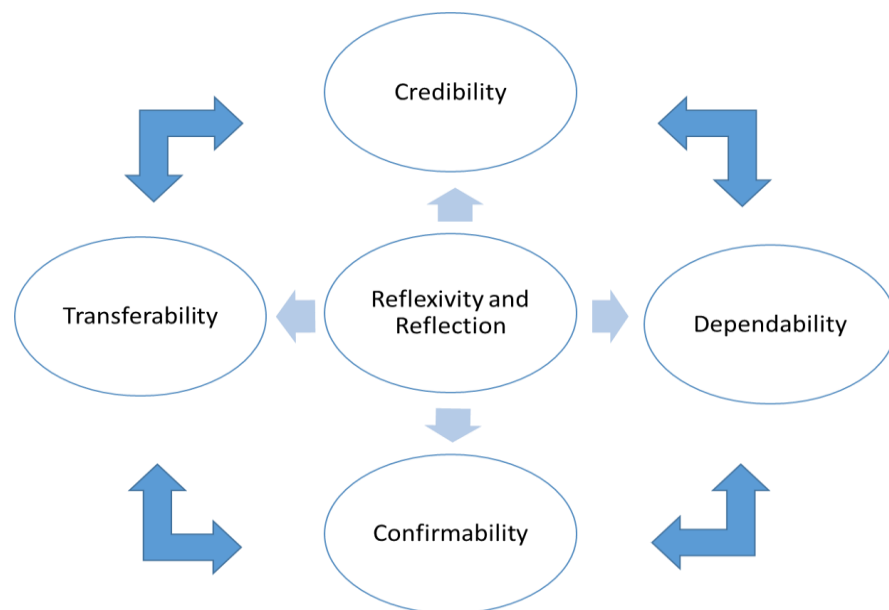 Credibility
Transferability
Reflexivity and
Reflection
Dependability
Confirmability